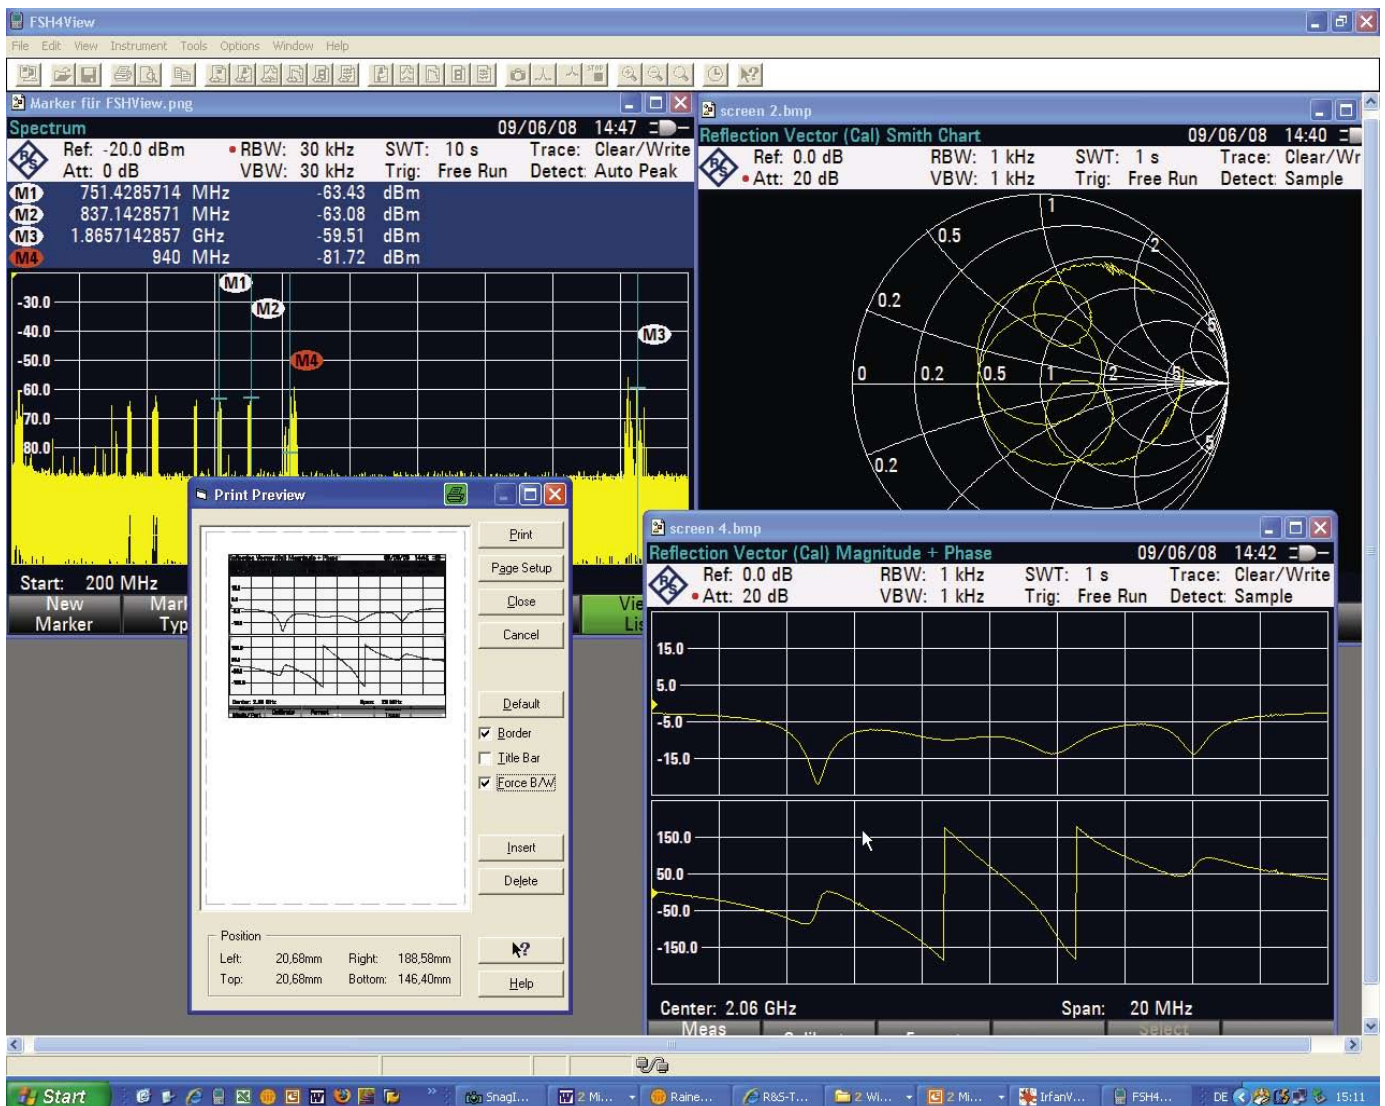 FSH4View
File Edit View Instrument Tools Options Window Help
Marker für FSHView.png
Spectrum 09/06/08 14:47
Ref: -20.0 dBm • RBW: 30 kHz SWT: 10 s Trace: Clear/Write
Att: 0 dB VBW: 30 kHz Trig: Free Run Detect: Auto Peak
M1 751.4285714 MHz -63.43 dBm
M2 837.1428571 MHz -63.08 dBm
M3 1.8657142857 GHz -59.51 dBm
M4 940 MHz -81.72 dBm
M1
M2
M3
M4
-30.0
-40.0
-50.0
-60.0
-70.0
-80.0
Start: 200 MHz
New Marker
screen 2.bmp
Reflection Vector (Cal) Smith Chart 09/06/08 14:40
Ref: 0.0 dB RBW: 1 kHz SWT: 1 s Trace: Clear/Wr
• Att: 20 dB VBW: 1 kHz Trig: Free Run Detect: Sample
1
0.5 2
0.2 5
0 0.2 0.5 1 2 5
0.2 5
Print Preview
Print
Page Setup
Close
Cancel
Default
Border
Title Bar
Force B/W
Insert
Delete
Help
Position
Left: 20,68mm Right: 188,58mm
Top: 20,68mm Bottom: 146,40mm
screen 4.bmp
Reflection Vector (Cal) Magnitude + Phase 09/06/08 14:42
Ref: 0.0 dB RBW: 1 kHz SWT: 1 s Trace: Clear/Write
• Att: 20 dB VBW: 1 kHz Trig: Free Run Detect: Sample
15.0
5.0
-5.0
-15.0
150.0
50.0
-50.0
-150.0
Center: 2.06 GHz Span: 20 MHz
Meas Select
Start SnagI... 2 Mi... Raine... R&S-T... 2 Wi... 2 Mi... IrfanV... FSH4... DE 15:11